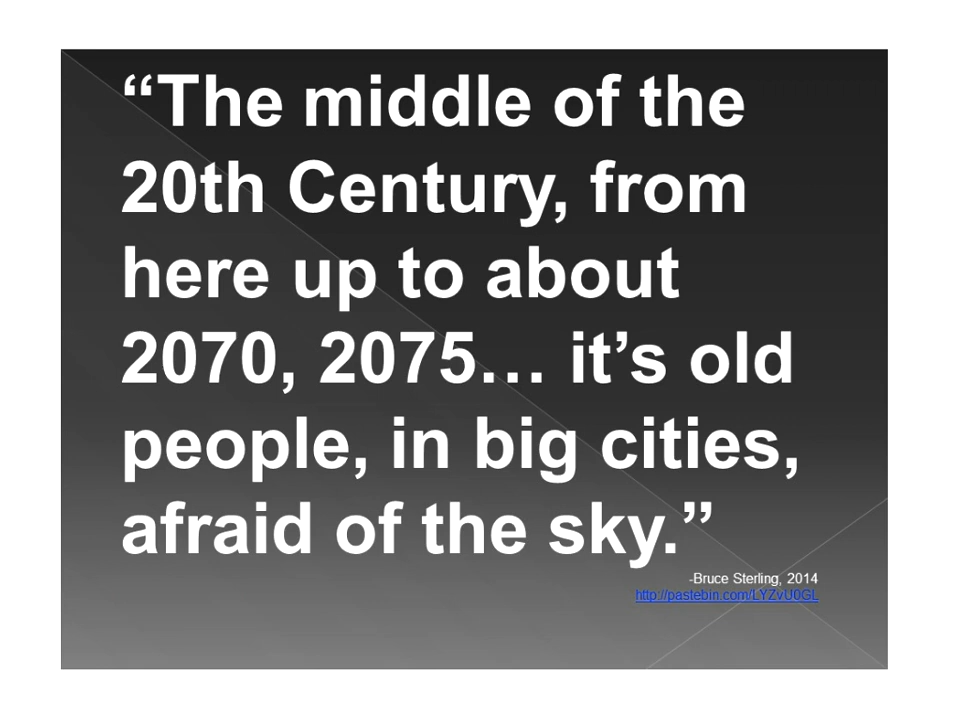 “The middle of the
20th Century, from
here up to about
2070, 2075… it’s old
people, in big cities,
afraid of the sky.”
-Bruce Sterling, 2014
http://pastebin.com/LYZvU0GL